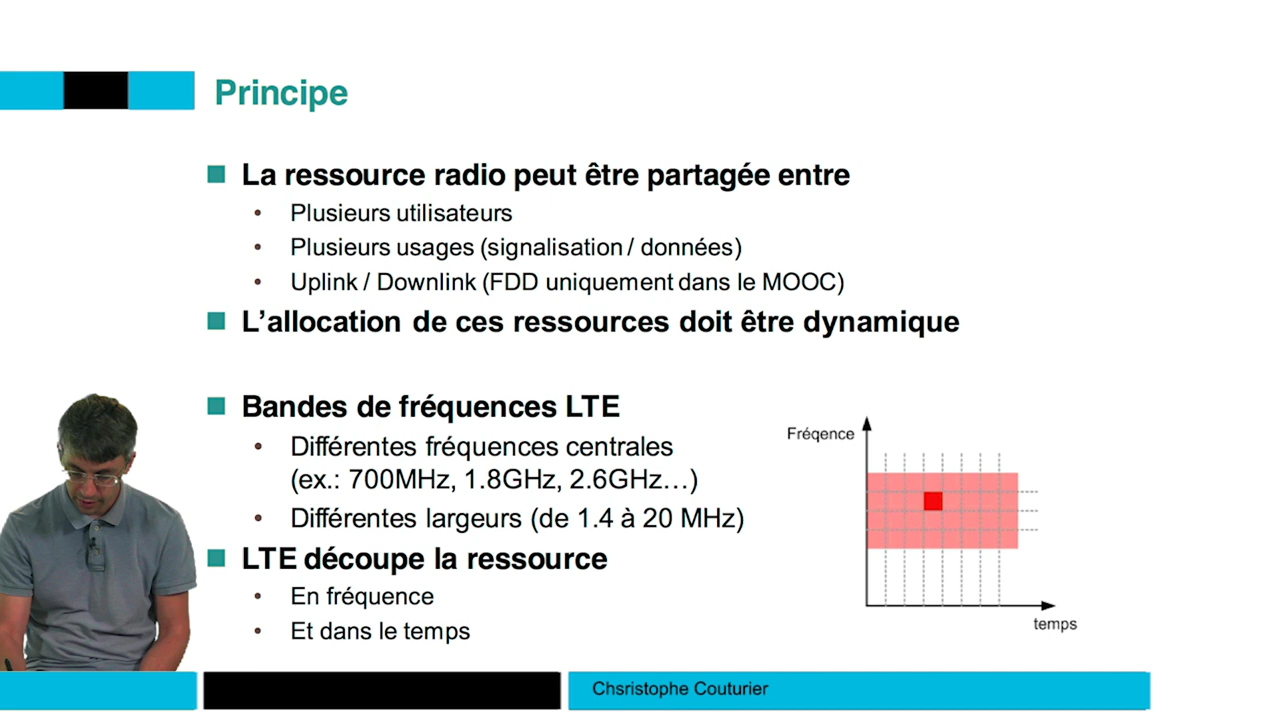 Principe
La ressource radio peut être partagée entre
Plusieurs utilisateurs
Plusieurs usages (signalisation / données)
Uplink / Downlink (FDD uniquement dans le MOOC)
L'allocation de ces ressources doit être dynamique
Bandes de fréquences LTE
Différentes fréquences centrales
(ex.: 700MHz, 1.8GHz, 2.6GHz…)
Différentes largeurs (de 1.4 à 20 MHz)
LTE découpe la ressource
En fréquence
Et dans le temps
Fréqence
temps
Chsristophe Couturier